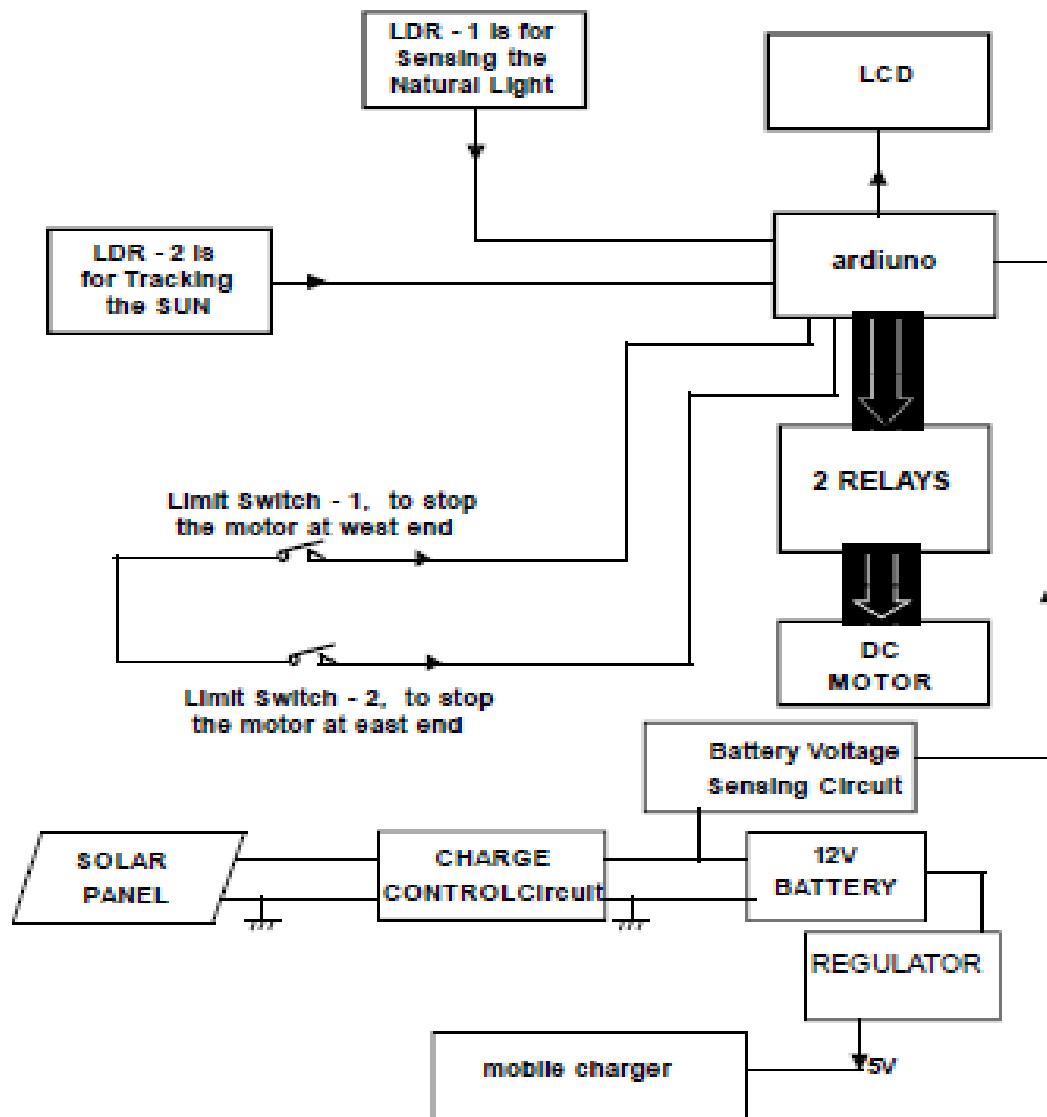 LDR - 1 is for
Sensing the
Natural Light
LCD
LDR - 2 is
for Tracking
the SUN
ardiuno
2 RELAYS
Limit Switch - 1, to stop
the motor at west end
DC
MOTOR
Limit Switch - 2, to stop
the motor at east end
Battery Voltage
Sensing Circuit
SOLAR
PANEL
CHARGE
CONTROLCircuit
12V
BATTERY
REGULATOR
5V
mobile charger